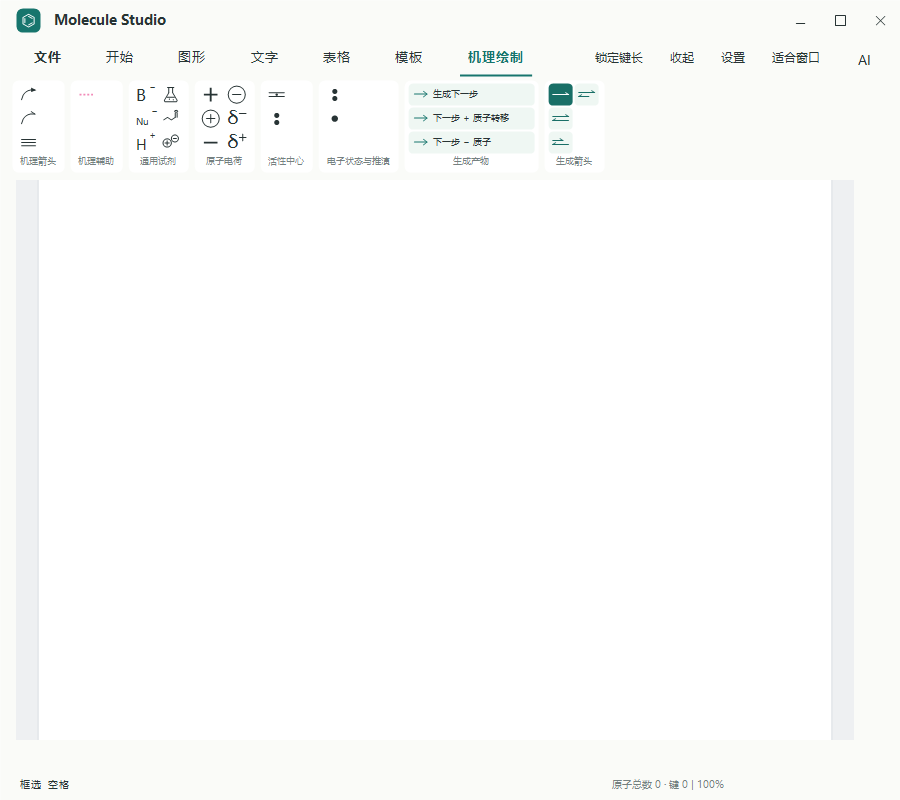 Molecule Studio
文件 开始 图形 文字 表格 模板 机理绘制 锁定键长 收起 设置 适合窗口 AI
B⁻ + − δ⁻ 生成下一步
Nu⁻ 下一步 + 质子转移
H⁺ − δ⁺ 下一步 − 质子
机理箭头 机理辅助 通用试剂 原子电荷 活性中心 电子状态与推演 生成产物 生成箭头
框选 空格 原子总数 0 · 键 0 | 100%